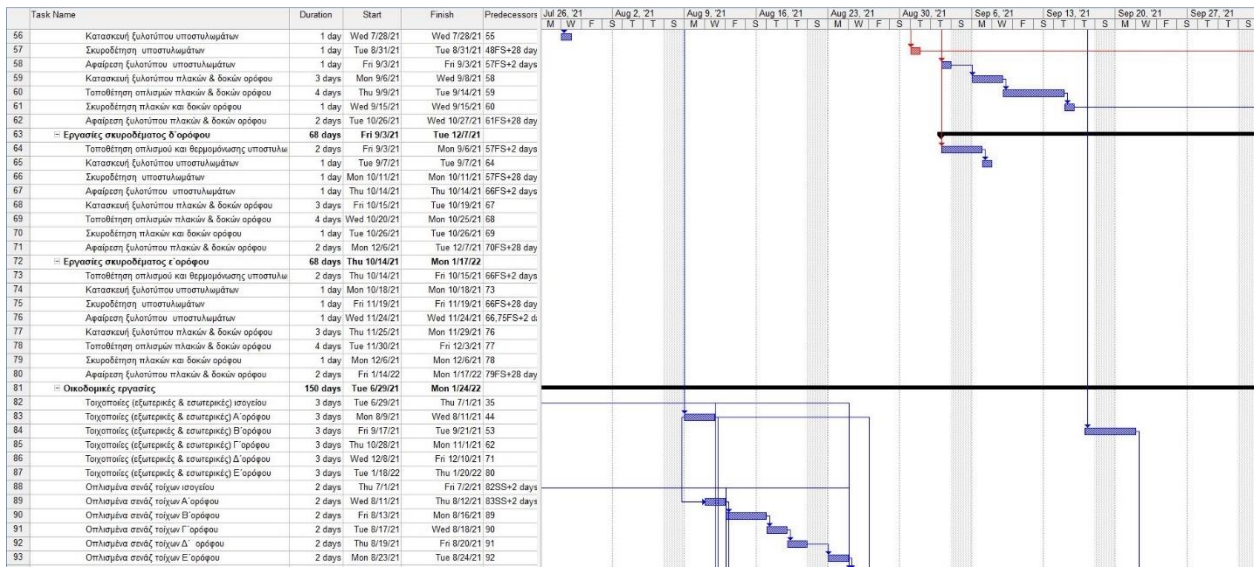 Task Name Duration Start Finish Predecessors Jul 26, '21 Aug 2, '21 Aug 9, '21 Aug 16, '21 Aug 23, '21 Aug 30, '21 Sep 6, '21 Sep 13, '21 Sep 20, '21 Sep 27, '21
M W F S T T S M W F S T T S M W F S T T S M W F S T T S M W F S T T S
56 Κατασκευή ξυλοτύπου υποστυλωμάτων 1 day Wed 7/28/21 Wed 7/28/21 55
57 Σκυροδέτηση υποστυλωμάτων 1 day Tue 8/31/21 Tue 8/31/21 48FS+28 day
58 Αφαίρεση ξυλοτύπου υποστυλωμάτων 1 day Fri 9/3/21 Fri 9/3/21 57FS+2 days
59 Κατασκευή ξυλοτύπου πλακών & δοκών ορόφου 3 days Mon 9/6/21 Wed 9/8/21 58
60 Τοποθέτηση οπλισμού πλακών & δοκών ορόφου 4 days Thu 9/9/21 Tue 9/14/21 59
61 Σκυροδέτηση πλακών και δοκών ορόφου 1 day Wed 9/15/21 Wed 9/15/21 60
62 Αφαίρεση ξυλοτύπου πλακών & δοκών ορόφου 2 days Tue 10/26/21 Wed 10/27/21 61FS+28 day
63 Εργασίες σκυροδέματος δ΄ορόφου 68 days Fri 9/3/21 Tue 12/7/21
64 Τοποθέτηση οπλισμού και θερμομόνωσης υποστυλω 2 days Fri 9/3/21 Mon 9/6/21 57FS+2 days
65 Κατασκευή ξυλοτύπου υποστυλωμάτων 1 day Tue 9/7/21 Tue 9/7/21 64
66 Σκυροδέτηση υποστυλωμάτων 1 day Mon 10/11/21 Mon 10/11/21 57FS+28 day
67 Αφαίρεση ξυλοτύπου υποστυλωμάτων 1 day Thu 10/14/21 Thu 10/14/21 66FS+2 days
68 Κατασκευή ξυλοτύπου πλακών & δοκών ορόφου 3 days Fri 10/15/21 Tue 10/19/21 67
69 Τοποθέτηση οπλισμού πλακών & δοκών ορόφου 4 days Wed 10/20/21 Mon 10/25/21 68
70 Σκυροδέτηση πλακών & δοκών ορόφου 1 day Tue 10/26/21 Tue 10/26/21 69
71 Αφαίρεση ξυλοτύπου πλακών & δοκών ορόφου 2 days Mon 12/6/21 Tue 12/7/21 70FS+28 day
72 Εργασίες σκυροδέματος ε΄ορόφου 68 days Thu 10/14/21 Mon 1/17/22
73 Τοποθέτηση οπλισμού και θερμομόνωσης υποστυλω 2 days Thu 10/14/21 Fri 10/15/21 66FS+2 days
74 Κατασκευή ξυλοτύπου υποστυλωμάτων 1 day Mon 10/18/21 Mon 10/18/21 73
75 Σκυροδέτηση υποστυλωμάτων 1 day Fri 11/19/21 Fri 11/19/21 66FS+28 day
76 Αφαίρεση ξυλοτύπου υποστυλωμάτων 1 day Wed 11/24/21 Wed 11/24/21 66,75FS+2 d
77 Κατασκευή ξυλοτύπου πλακών & δοκών ορόφου 3 days Thu 11/25/21 Mon 11/29/21 76
78 Τοποθέτηση οπλισμού πλακών & δοκών ορόφου 4 days Tue 11/30/21 Fri 12/3/21 77
79 Σκυροδέτηση πλακών και δοκών ορόφου 1 day Mon 12/6/21 Mon 12/6/21 78
80 Αφαίρεση ξυλοτύπου πλακών & δοκών ορόφου 2 days Fri 1/14/22 Mon 1/17/22 79FS+28 day
81 Οικοδομικές εργασίες 150 days Tue 6/29/21 Mon 1/24/22
82 Τοιχοποιίες (εξωτερικές & εσωτερικές) ισογείου 3 days Tue 6/29/21 Thu 7/1/21 35
83 Τοιχοποιίες (εξωτερικές & εσωτερικές) Α΄ορόφου 3 days Mon 8/9/21 Wed 8/11/21 44
84 Τοιχοποιίες (εξωτερικές & εσωτερικές) Β΄ορόφου 3 days Fri 9/17/21 Tue 9/21/21 53
85 Τοιχοποιίες (εξωτερικές & εσωτερικές) Γ΄ορόφου 3 days Thu 10/28/21 Mon 11/1/21 62
86 Τοιχοποιίες (εξωτερικές & εσωτερικές) Δ΄ορόφου 3 days Wed 12/8/21 Fri 12/10/21 71
87 Τοιχοποιίες (εξωτερικές & εσωτερικές) Ε΄ορόφου 3 days Tue 1/18/22 Thu 1/20/22 80
88 Οπλισμένα σενάζ τοίχων ισογείου 2 days Thu 7/1/21 Fri 7/2/21 82SS+2 days
89 Οπλισμένα σενάζ τοίχων Α΄ορόφου 2 days Wed 8/11/21 Thu 8/12/21 83SS+2 days
90 Οπλισμένα σενάζ τοίχων Β΄ορόφου 2 days Fri 8/13/21 Mon 8/16/21 89
91 Οπλισμένα σενάζ τοίχων Γ΄ορόφου 2 days Tue 8/17/21 Wed 8/18/21 90
92 Οπλισμένα σενάζ τοίχων Δ΄ ορόφου 2 days Thu 8/19/21 Fri 8/20/21 91
93 Οπλισμένα σενάζ τοίχων Ε΄ορόφου 2 days Mon 8/23/21 Tue 8/24/21 92